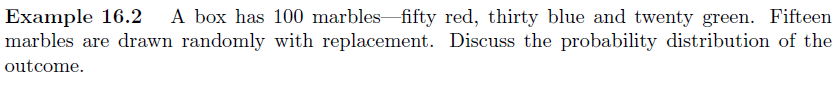 Example 16.2 A box has 100 marbles—fifty red, thirty blue and twenty green. Fifteen
marbles are drawn randomly with replacement. Discuss the probability distribution of the
outcome.